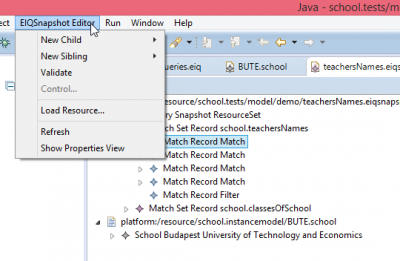 Java - school.tests/m
ct EIQSnapshot Editor Run Window Help
New Child
New Sibling
Validate
Control...
Load Resource...
Refresh
Show Properties View
eries.eiq BUTE.school teachersNames.eiqs
resource/school.tests/model/demo/teachersNames.eiqsnaps
ry Snapshot ResourceSet
tch Set Record school.teachersNames
Match Record Match
Match Record Match
Match Record Match
Match Record Match
Match Record Filter
Match Set Record school.classesOfSchool
platform:/resource/school.instancemodel/BUTE.school
School Budapest University of Technology and Economics